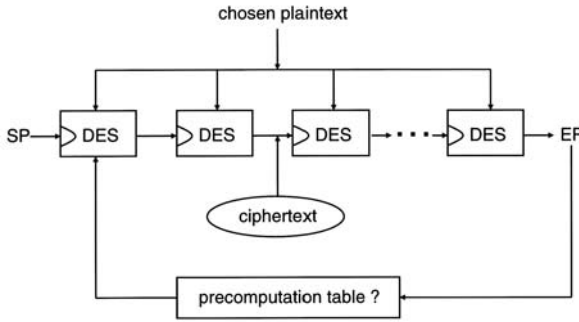 chosen plaintext
SP DES DES DES ... DES EP
ciphertext
precomputation table ?